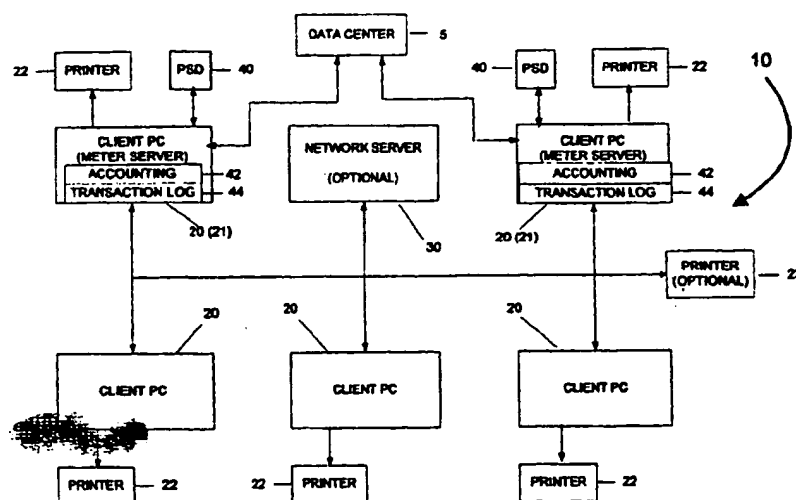 DATA CENTER
5
22
PRINTER
PSD
40
40
PSD
PRINTER
22
10
CLIENT PC
(METER SERVER)
ACCOUNTING
TRANSACTION LOG
42
44
20 (21)
NETWORK SERVER
(OPTIONAL)
30
CLIENT PC
(METER SERVER)
ACCOUNTING
TRANSACTION LOG
42
44
20 (21)
PRINTER
(OPTIONAL)
20
CLIENT PC
20
CLIENT PC
20
CLIENT PC
PRINTER
22
22
PRINTER
PRINTER
22